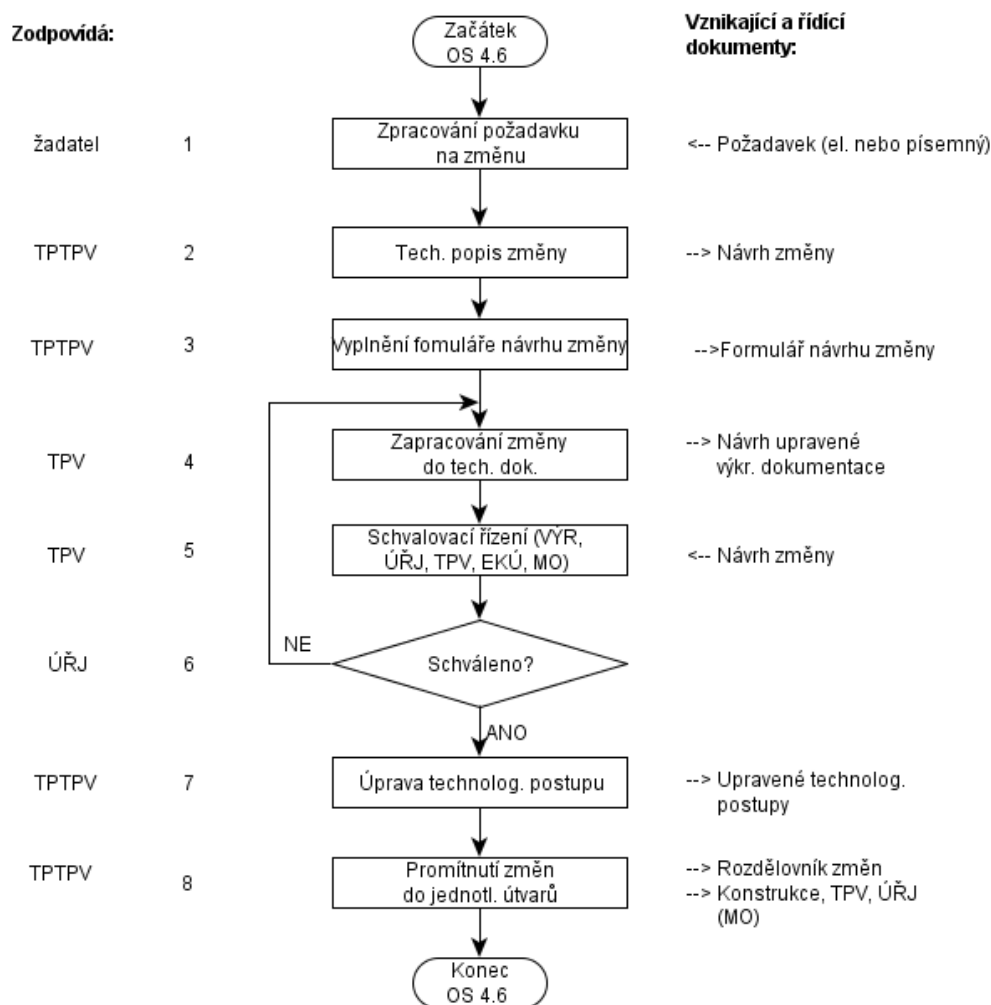 Zodpovídá:
Začátek
OS 4.6
Vznikající a řídící
dokumenty:
žadatel
1
Zpracování požadavku
na změnu
<-- Požadavek (el. nebo písemný)
TPTPV
2
Tech. popis změny
--> Návrh změny
TPTPV
3
Vyplnění fomuláře návrhu změny
-->Formulář návrhu změny
TPV
4
Zapracování změny
do tech. dok.
--> Návrh upravené
výkr. dokumentace
TPV
5
Schvalovací řízení (VÝR,
ÚŘJ, TPV, EKÚ, MO)
<-- Návrh změny
NE
ÚŘJ
6
Schváleno?
ANO
TPTPV
7
Úprava technolog. postupu
--> Upravené technolog.
postupy
TPTPV
8
Promítnutí změn
do jednotl. útvarů
--> Rozdělovník změn
--> Konstrukce, TPV, ÚŘJ
(MO)
Konec
OS 4.6